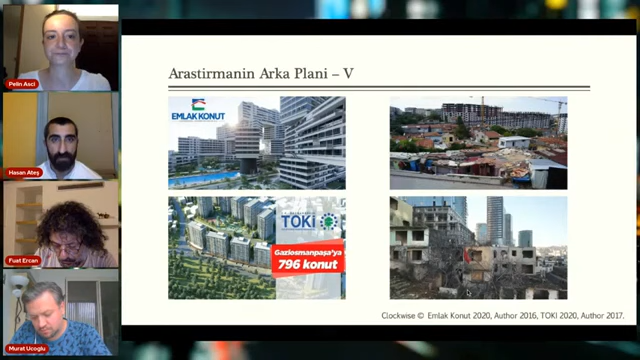 Pelin Asci
Hasan Ateş
Fuat Ercan
Murat Ucoglu
Arastirmanin Arka Plani – V
EMLAK KONUT
TOKİ
Gaziosmanpaşa'ya
796 konut
Clockwise © Emlak Konut 2020, Author 2016, TOKI 2020, Author 2017.